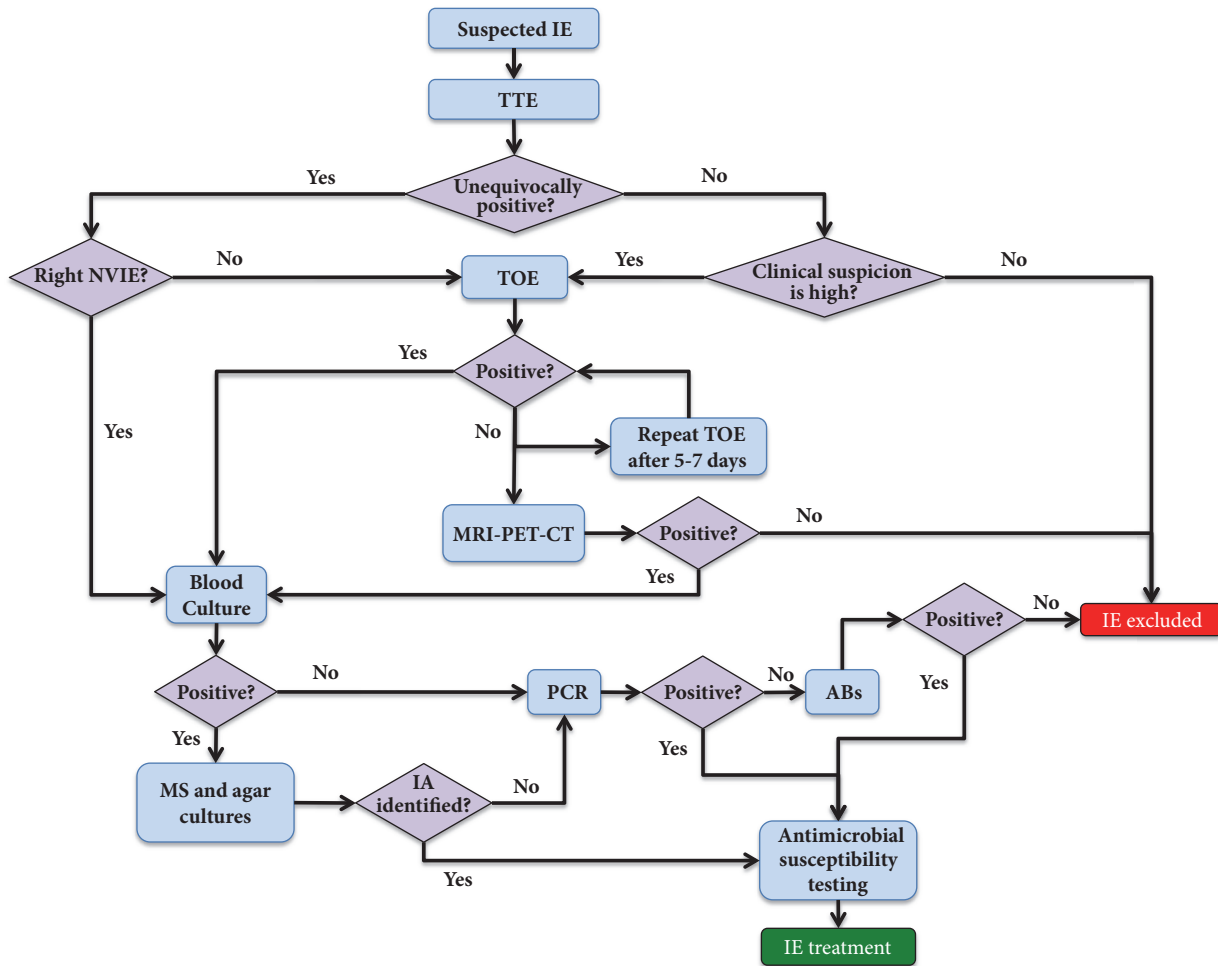 Suspected IE
TTE
Yes
Unequivocally
positive?
No
Right NVIE?
No
TOE
Yes
Clinical suspicion
is high?
No
Yes
Positive?
Yes
No
Repeat TOE
after 5-7 days
MRI-PET-CT
Positive?
No
Yes
Blood
Culture
Positive?
No
IE excluded
Positive?
No
PCR
Positive?
No
ABs
Yes
Yes
Yes
MS and agar
cultures
IA
identified?
No
Yes
Antimicrobial
susceptibility
testing
IE treatment